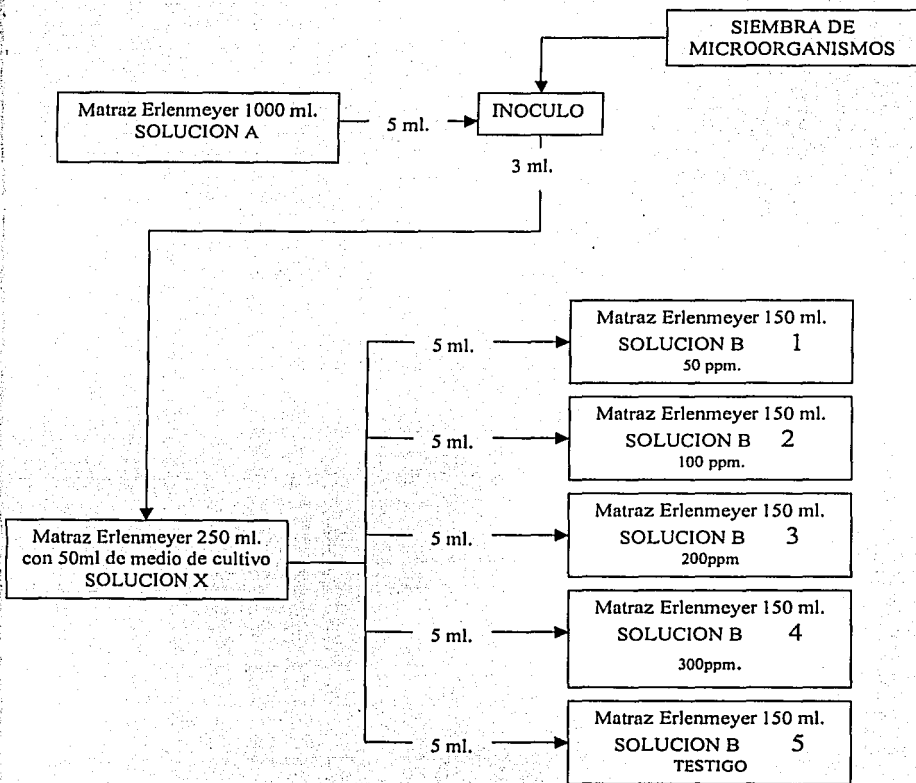 SIEMBRA DE
MICROORGANISMOS
Matraz Erlenmeyer 1000 ml.
SOLUCION A
5 ml.
INOCULO
3 ml.
Matraz Erlenmeyer 150 ml.
SOLUCION B 1
50 ppm.
5 ml.
Matraz Erlenmeyer 150 ml.
SOLUCION B 2
100 ppm.
5 ml.
Matraz Erlenmeyer 150 ml.
SOLUCION B 3
200ppm
5 ml.
Matraz Erlenmeyer 250 ml.
con 50ml de medio de cultivo
SOLUCION X
Matraz Erlenmeyer 150 ml.
SOLUCION B 4
300ppm.
5 ml.
Matraz Erlenmeyer 150 ml.
SOLUCION B 5
TESTIGO
5 ml.